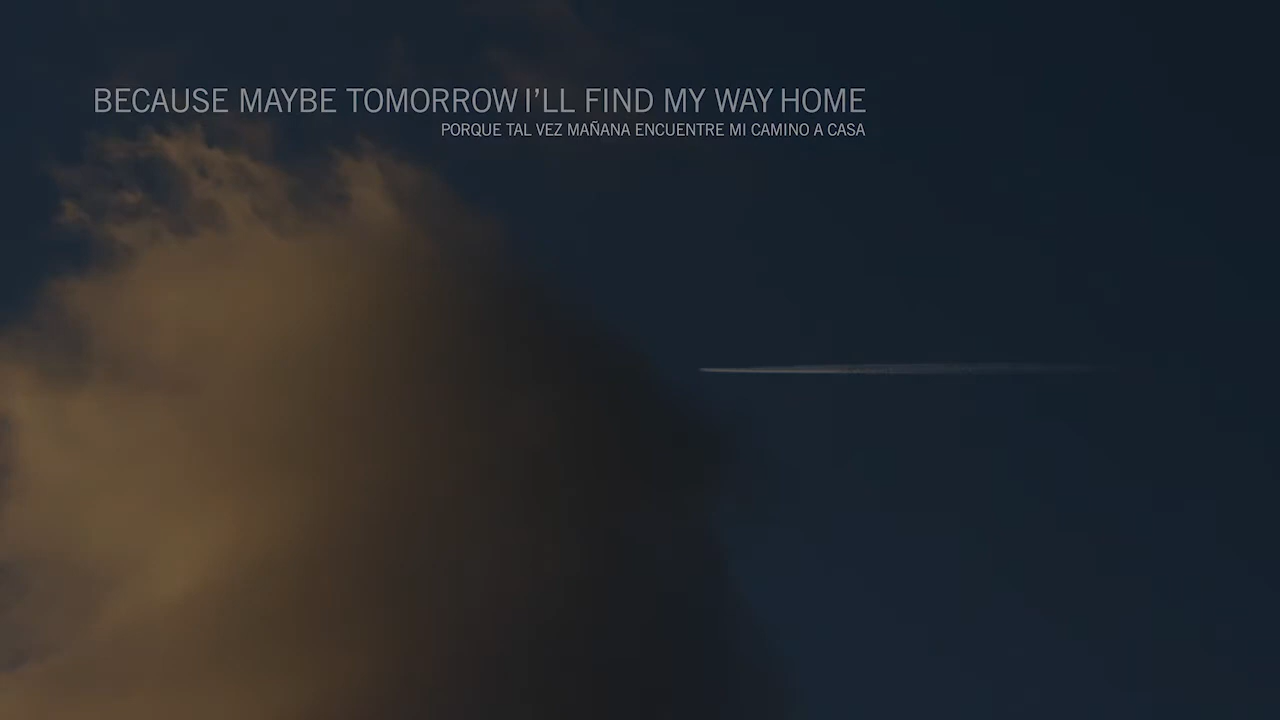 BECAUSE MAYBE TOMORROW I'LL FIND MY WAY HOME
PORQUE TAL VEZ MAÑANA ENCUENTRE MI CAMINO A CASA